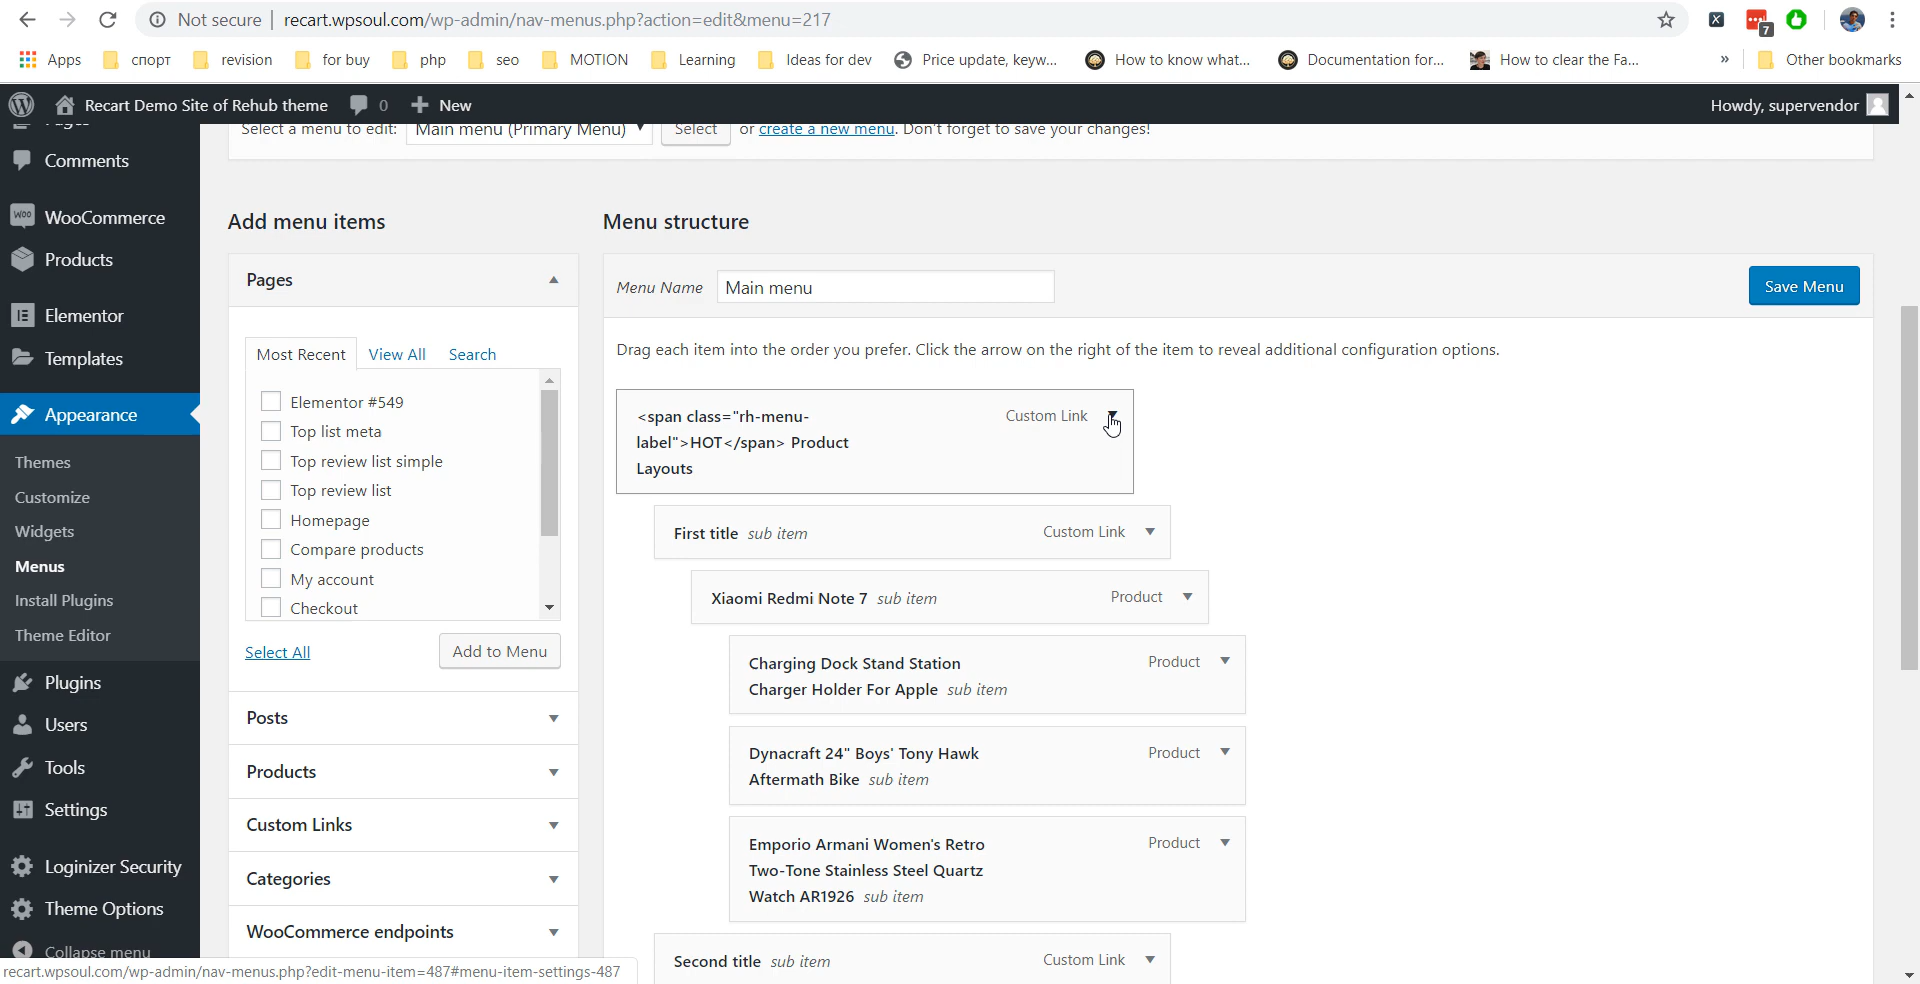 Not secure | recart.wpsoul.com/wp-admin/nav-menus.php?action=edit&menu=217
7
Apps спорт revision for buy php seo MOTION Learning Ideas for dev Price update, keyw... How to know what... Documentation for... How to clear the Fa... » Other bookmarks
Recart Demo Site of Rehub theme 0 New Howdy, supervendor
Select a menu to edit: Main menu (Primary Menu) Select or create a new menu. Don't forget to save your changes!
Pages
Comments
WooCommerce
Products
Elementor
Templates
Appearance
Themes
Customize
Widgets
Menus
Install Plugins
Theme Editor
Plugins
Users
Tools
Settings
Loginizer Security
Theme Options
Collapse menu
Add menu items
Pages
Most Recent View All Search
Elementor #549
Top list meta
Top review list simple
Top review list
Homepage
Compare products
My account
Checkout
Select All Add to Menu
Posts
Products
Custom Links
Categories
WooCommerce endpoints
Menu structure
Menu Name Main menu Save Menu
Drag each item into the order you prefer. Click the arrow on the right of the item to reveal additional configuration options.
<span class="rh-menu- Custom Link
label">HOT</span> Product
Layouts
First title sub item Custom Link
Xiaomi Redmi Note 7 sub item Product
Charging Dock Stand Station Product
Charger Holder For Apple sub item
Dynacraft 24" Boys' Tony Hawk Product
Aftermath Bike sub item
Emporio Armani Women's Retro Product
Two-Tone Stainless Steel Quartz
Watch AR1926 sub item
Second title sub item Custom Link
recart.wpsoul.com/wp-admin/nav-menus.php?edit-menu-item=487#menu-item-settings-487